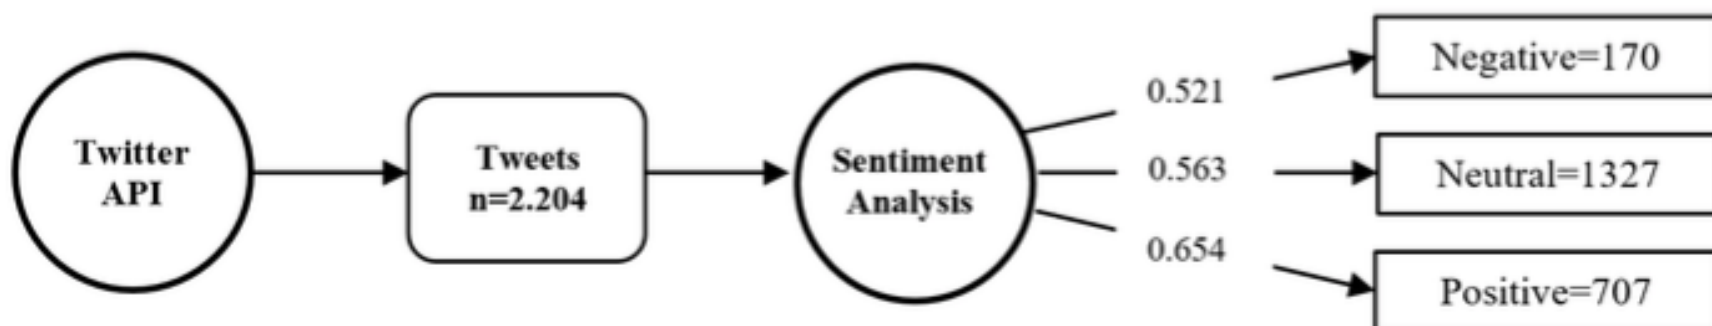 Twitter
API
Tweets
n=2.204
Sentiment
Analysis
0.521
0.563
0.654
Negative=170
Neutral=1327
Positive=707